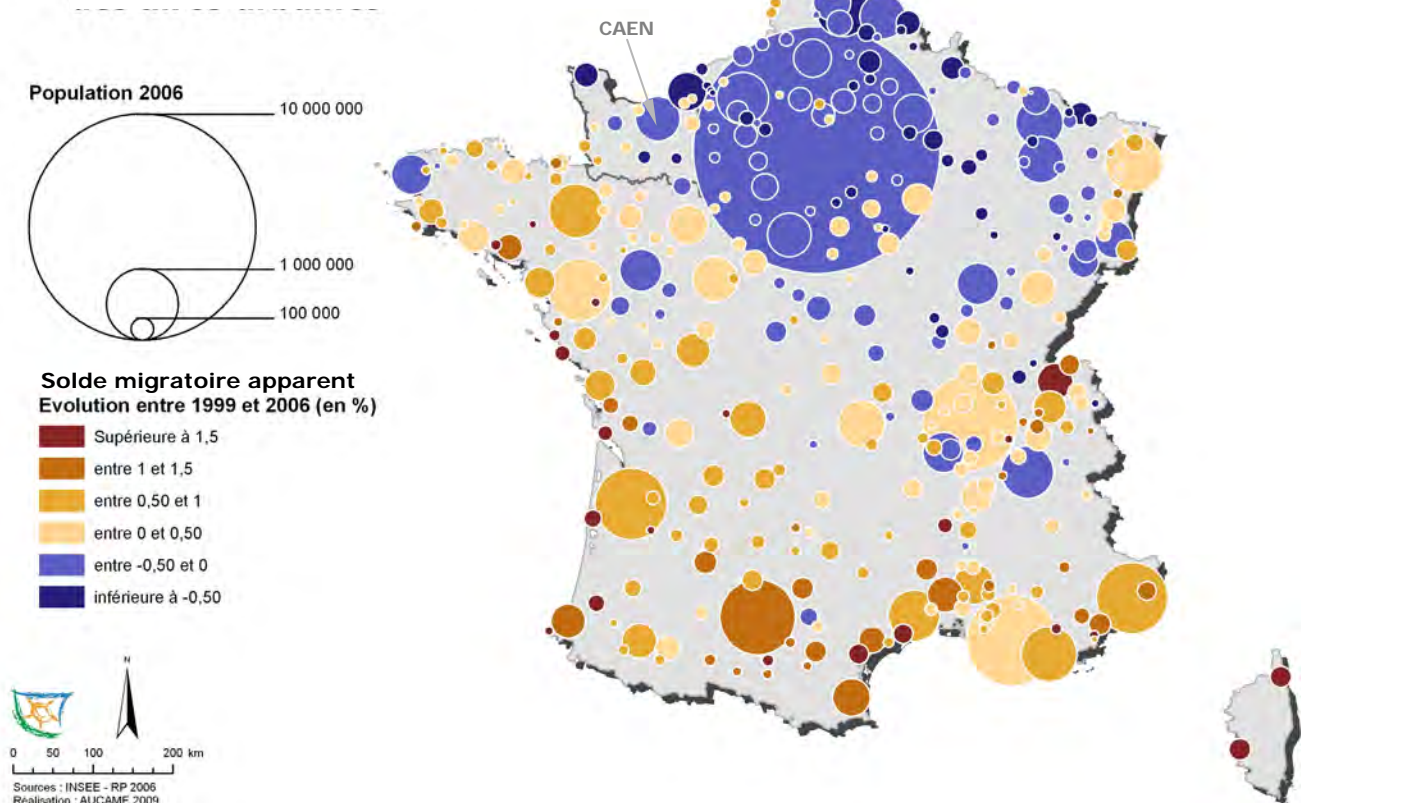 CAEN
Population 2006
10 000 000
1 000 000
100 000
Solde migratoire apparent
Evolution entre 1999 et 2006 (en %)
Supérieure à 1,5
entre 1 et 1,5
entre 0,50 et 1
entre 0 et 0,50
entre -0,50 et 0
inférieure à -0,50
N
0 50 100 200 km
Sources : INSEE - RP 2006
Réalisation : AUCAME 2009